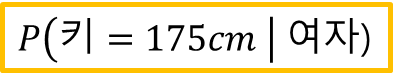 P(키 = 175cm | 여자)